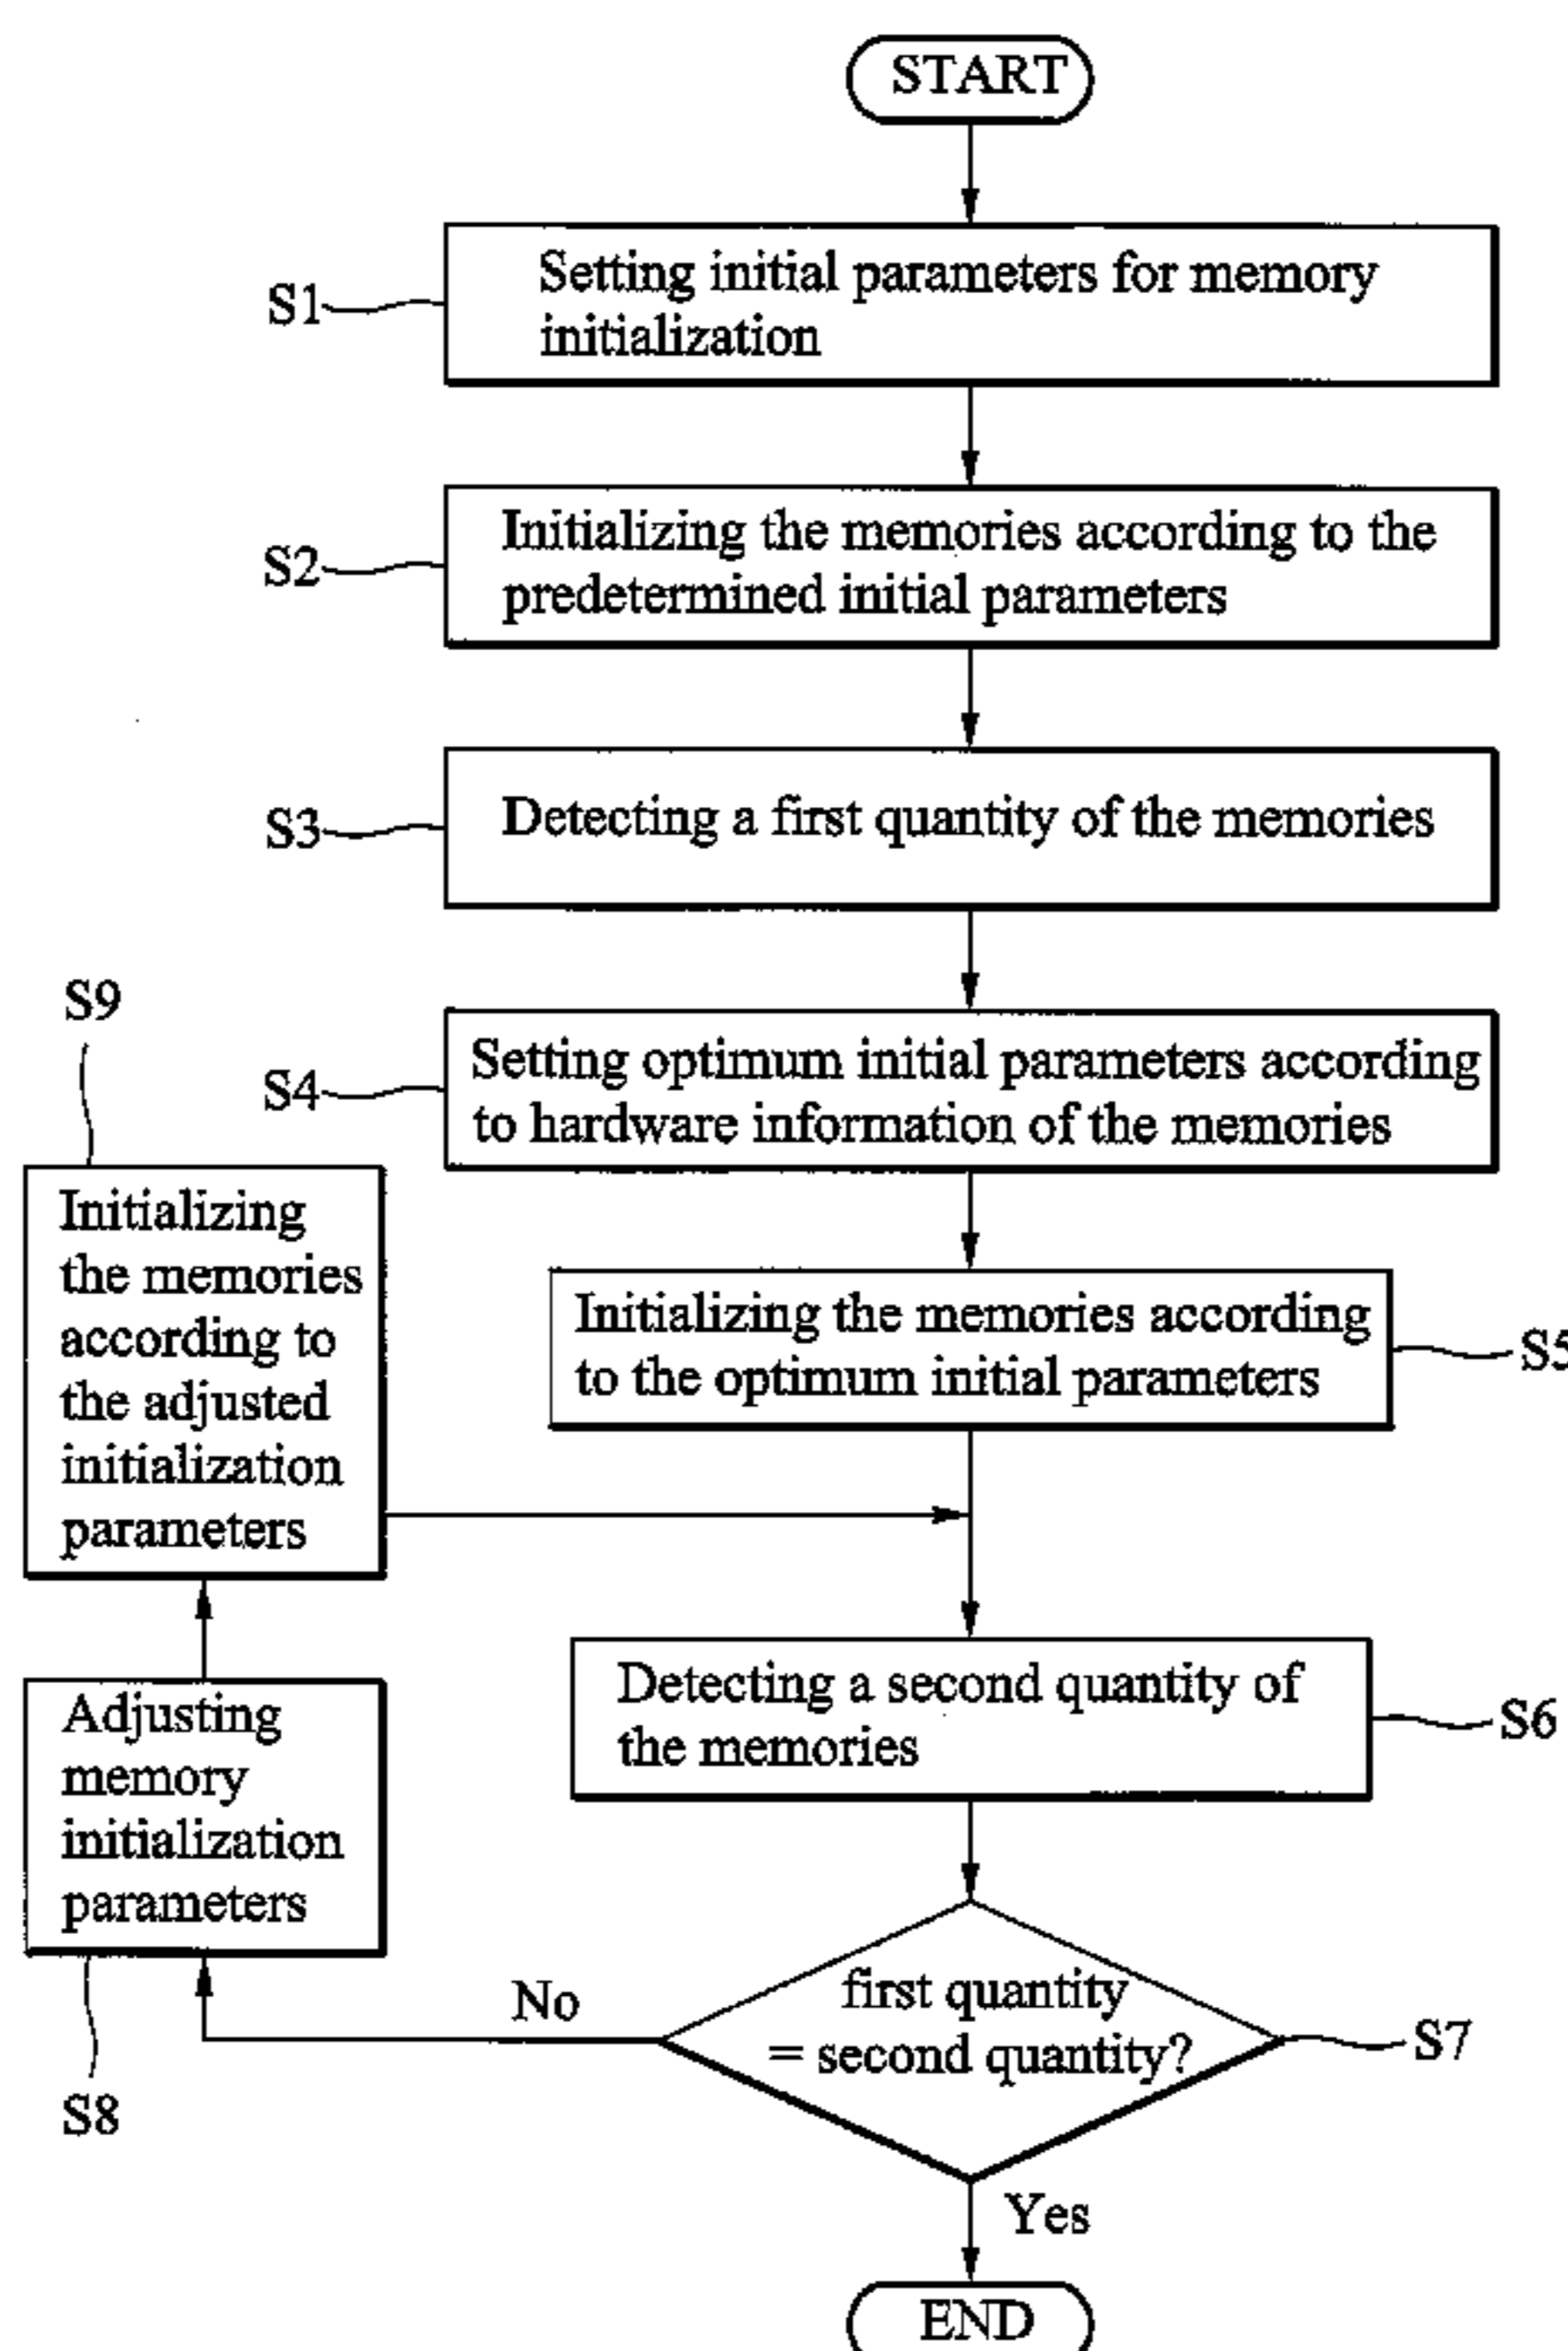 START
S1
Setting initial parameters for memory
initialization
S2
Initializing the memories according to the
predetermined initial parameters
S3
Detecting a first quantity of the memories
S4
Setting optimum initial parameters according
to hardware information of the memories
S5
Initializing the memories according
to the optimum initial parameters
S9
Initializing
the memories
according to
the adjusted
initialization
parameters
S6
Detecting a second quantity of
the memories
S8
Adjusting
memory
initialization
parameters
S7
first quantity
= second quantity?
No
Yes
END